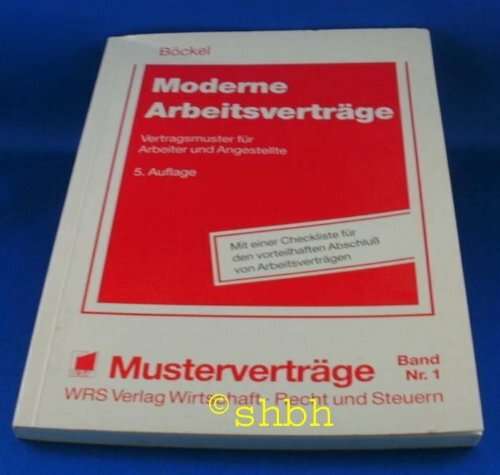 Böckel
Moderne
Arbeitsverträge
Vertragsmuster für
Arbeiter und Angestellte
5. Auflage
Mit einer Checkliste für
den vorteilhaften Abschluß
von Arbeitsverträgen
Musterverträge
Band
Nr. 1
WRS Verlag Wirtschaft · Recht und Steuern
©shbh